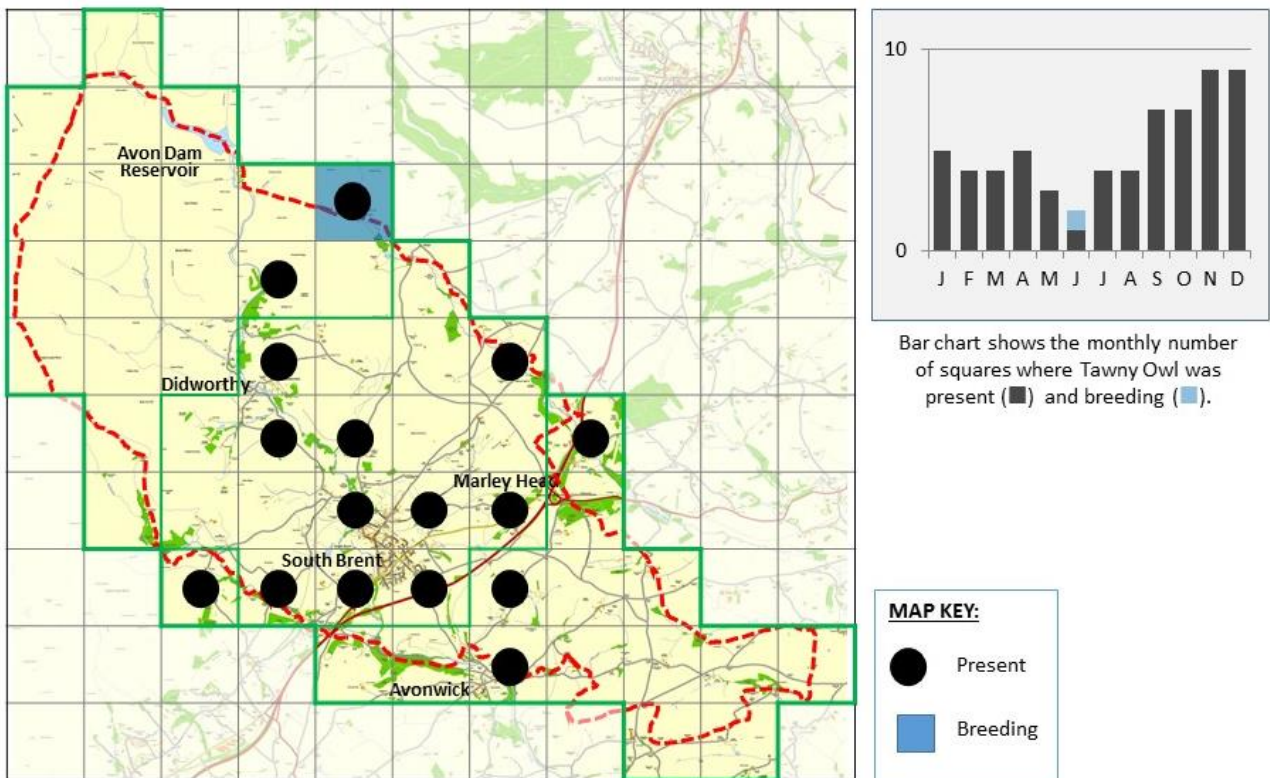 Avon Dam
Reservoir
Didworthy
Marley Head
South Brent
Avonwick
10
0
J F M A M J J A S O N D
Bar chart shows the monthly number
of squares where Tawny Owl was
present (■) and breeding (■).
MAP KEY:
Present
Breeding